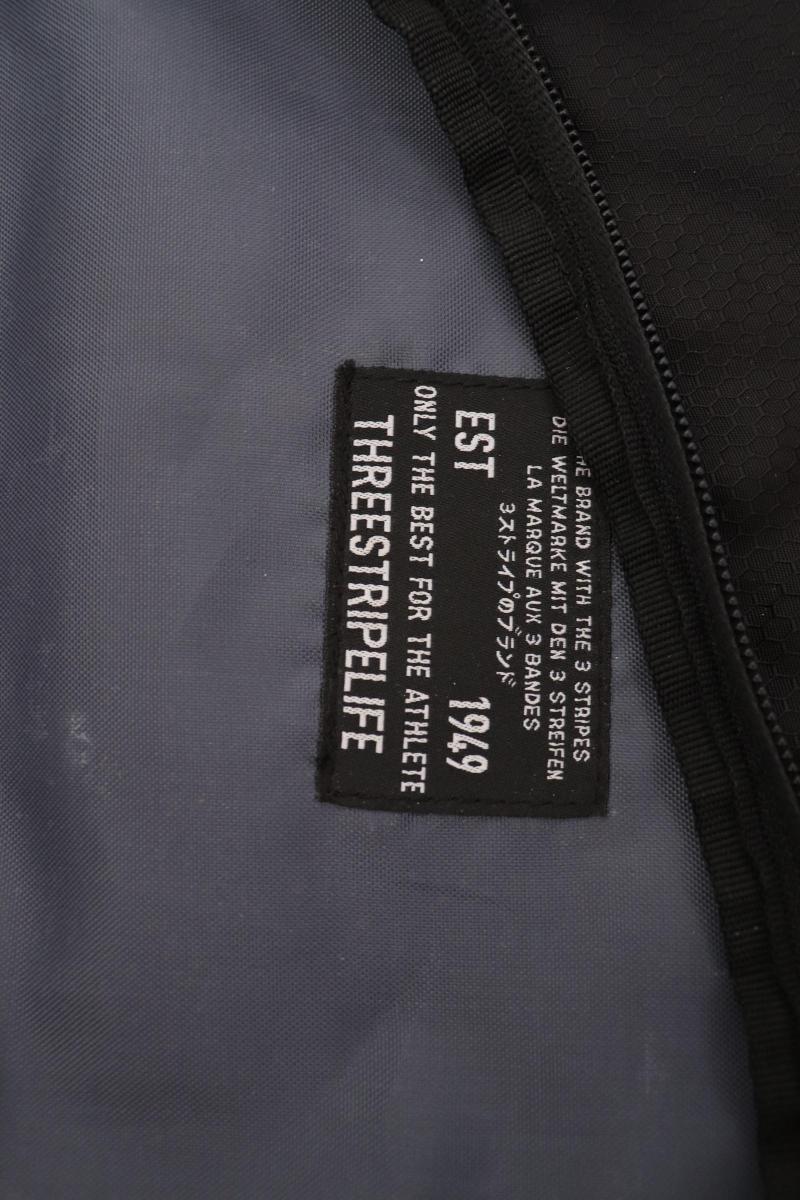 THE BRAND WITH THE 3 STRIPES
DIE WELTMARKE MIT DEN 3 STREIFEN
LA MARQUE AUX 3 BANDES
3ストライプのブランド
EST 1949
ONLY THE BEST FOR THE ATHLETE
THREESTRIPELIFE